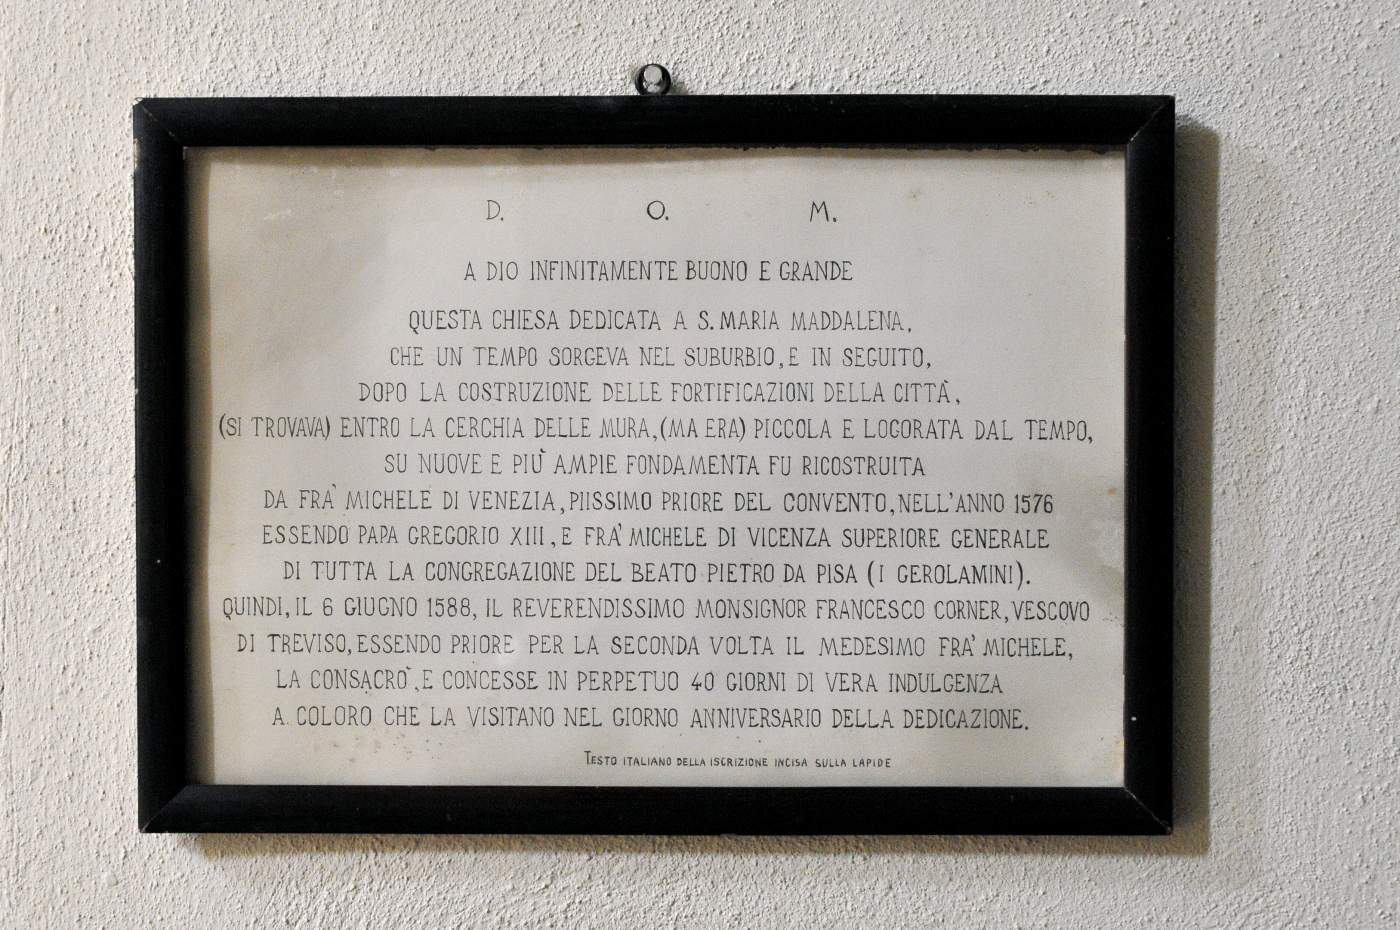 D. O. M.
A DIO INFINITAMENTE BUONO E GRANDE
QUESTA CHIESA DEDICATA A S. MARIA MADDALENA,
CHE UN TEMPO SORGEVA NEL SUBURBIO, E IN SEGUITO,
DOPO LA COSTRUZIONE DELLE FORTIFICAZIONI DELLA CITTÀ,
(SI TROVAVA) ENTRO LA CERCHIA DELLE MURA, (MA ERA) PICCOLA E LOGORATA DAL TEMPO,
SU NUOVE E PIÙ AMPIE FONDAMENTA FU RICOSTRUITA
DA FRA' MICHELE DI VENEZIA, PIISSIMO PRIORE DEL CONVENTO, NELL'ANNO 1576
ESSENDO PAPA GREGORIO XIII, E FRA' MICHELE DI VICENZA SUPERIORE GENERALE
DI TUTTA LA CONGREGAZIONE DEL BEATO PIETRO DA PISA (I GEROLAMINI).
QUINDI, IL 6 GIUGNO 1588, IL REVERENDISSIMO MONSIGNOR FRANCESCO CORNER, VESCOVO
DI TREVISO, ESSENDO PRIORE PER LA SECONDA VOLTA IL MEDESIMO FRA' MICHELE,
LA CONSACRÒ, E CONCESSE IN PERPETUO 40 GIORNI DI VERA INDULGENZA
A COLORO CHE LA VISITANO NEL GIORNO ANNIVERSARIO DELLA DEDICAZIONE.
TESTO ITALIANO DELLA ISCRIZIONE INCISA SULLA LAPIDE